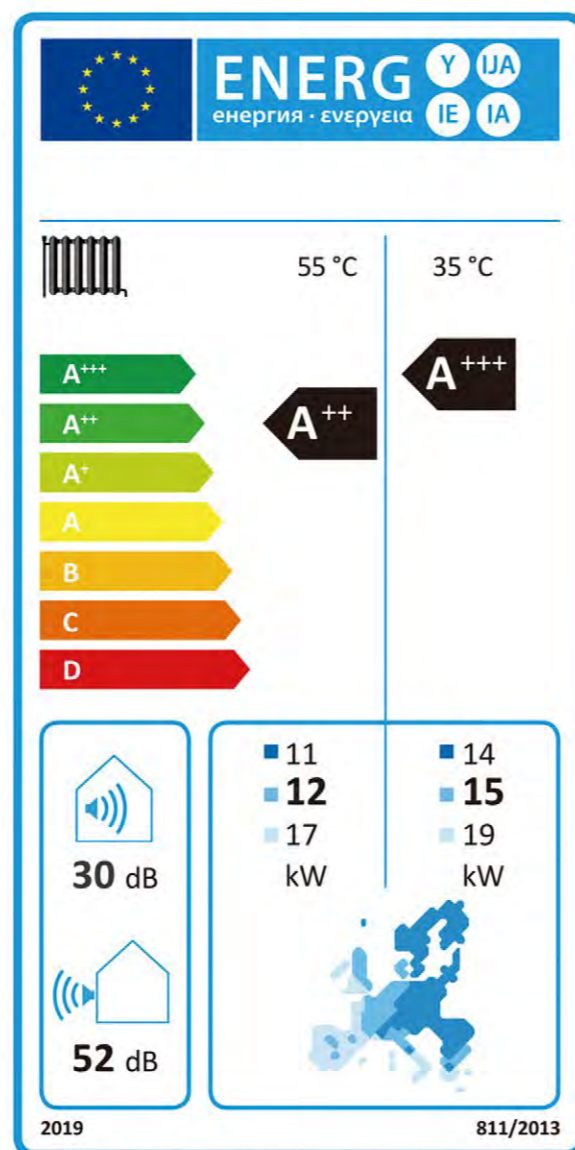 ENERG Y IJA
енергия · ενεργεια IE IA
55 °C 35 °C
A+++ A+++
A++ A++
A+
A
B
C
D
11 14
12 15
17 19
kW kW
30 dB
52 dB
2019 811/2013